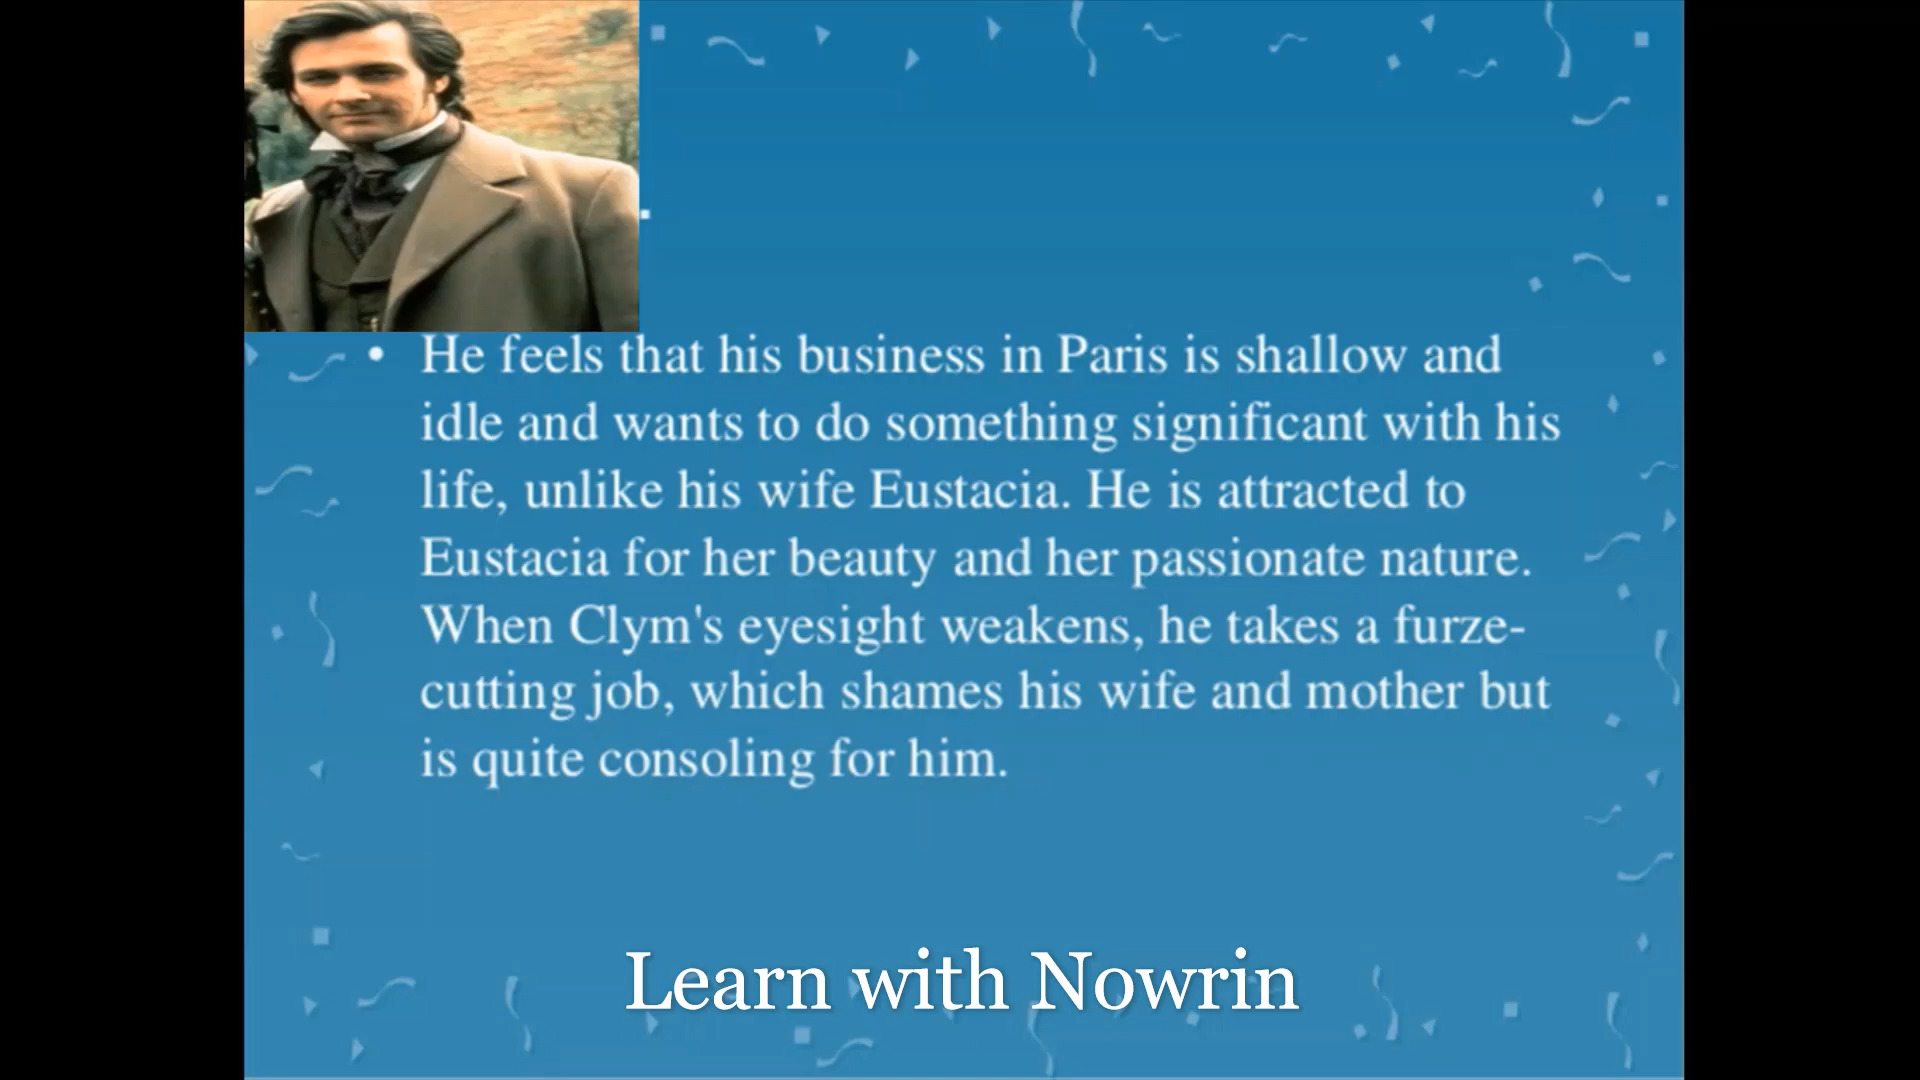 • He feels that his business in Paris is shallow and
idle and wants to do something significant with his
life, unlike his wife Eustacia. He is attracted to
Eustacia for her beauty and her passionate nature.
When Clym's eyesight weakens, he takes a furze-
cutting job, which shames his wife and mother but
is quite consoling for him.
Learn with Nowrin